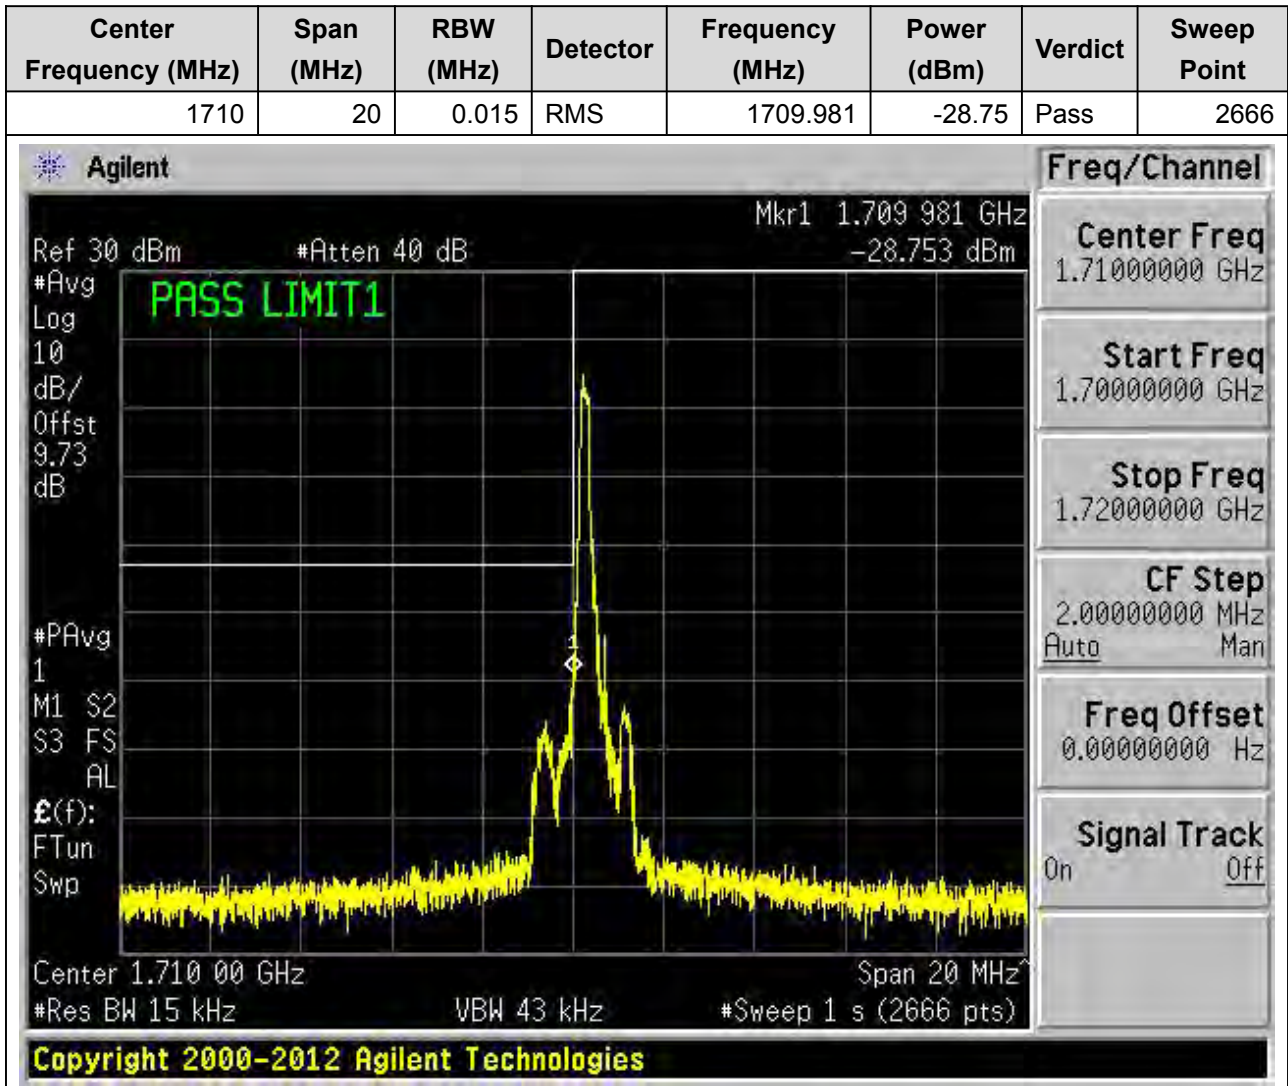 Center Frequency (MHz) Span (MHz) RBW (MHz) Detector Frequency (MHz) Power (dBm) Verdict Sweep Point
1710 20 0.015 RMS 1709.981 -28.75 Pass 2666
Agilent
Freq/Channel
Mkr1 1.709 981 GHz
Ref 30 dBm #Atten 40 dB -28.753 dBm
#Avg
Log
10
dB/
Offst
9.73
dB
PASS LIMIT1
1
#PAvg
1
M1 S2
S3 FS
AL
£(f):
FTun
Swp
Center 1.710 00 GHz Span 20 MHz^
#Res BW 15 kHz VBW 43 kHz #Sweep 1 s (2666 pts)
Center Freq
1.71000000 GHz
Start Freq
1.70000000 GHz
Stop Freq
1.72000000 GHz
CF Step
2.00000000 MHz
Auto Man
Freq Offset
0.00000000 Hz
Signal Track
On Off
Copyright 2000-2012 Agilent Technologies